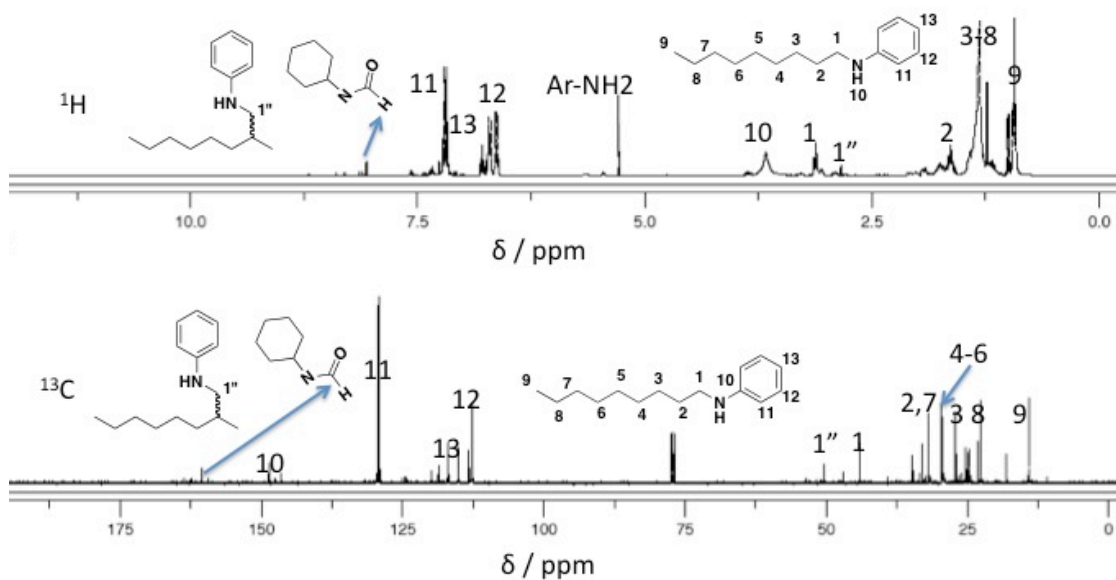 ¹H
HN
1"
O
N
H
11
13
12
Ar-NH2
9 7 5 3 1 13
8 6 4 2 N 12
H 11
10
10
1
1”
2
3-8
9
10.0 7.5 5.0 2.5 0.0
δ / ppm
¹³C
HN
1"
O
N
H
10
11
13
12
9 7 5 3 1 10 13
8 6 4 2 N 12
H 11
1”
1
2,7
4-6
3
8
9
175 150 125 100 75 50 25 0
δ / ppm